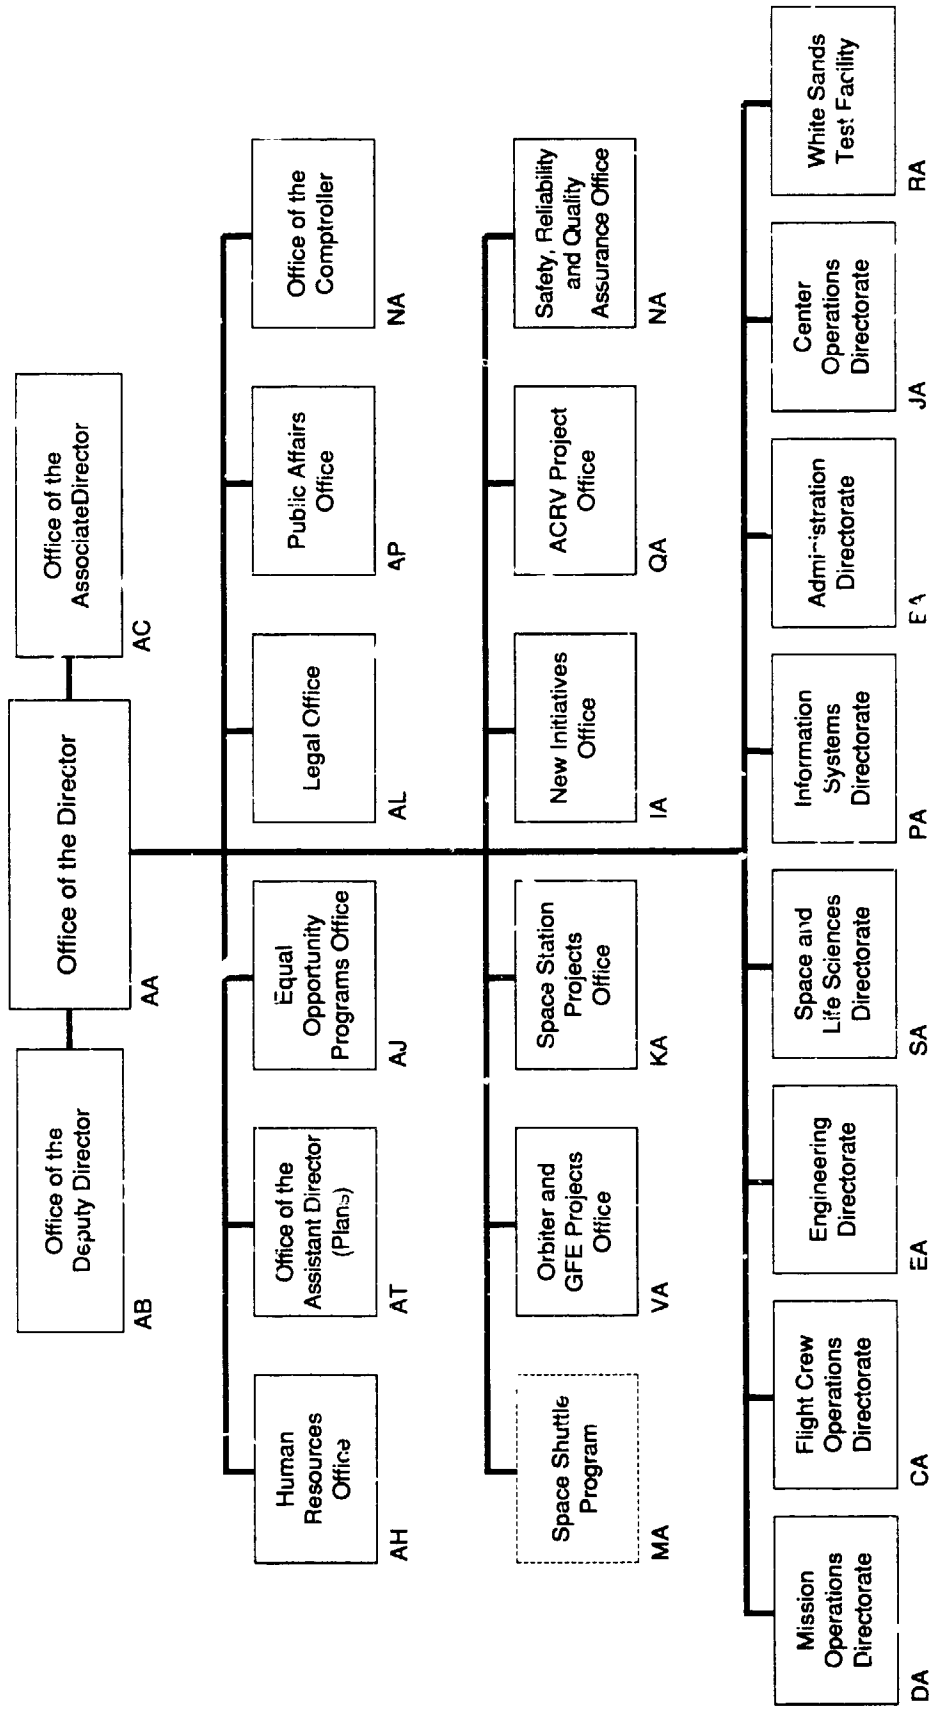 Office of the
Deputy Director
AB
Office of the Director
AA
Office of the
AssociateDirector
AC
Human
Resources
Office
AH
Office of the
Assistant Director
(Plans)
AT
Equal
Opportunity
Programs Office
AJ
Legal Office
AL
Public Affairs
Office
AP
Office of the
Comptroller
NA
Space Shuttle
Program
MA
Orbiter and
GFE Projects
Office
VA
Space Station
Projects
Office
KA
New Initiatives
Office
IA
ACRV Project
Office
QA
Safety, Reliability
and Quality
Assurance Office
NA
Mission
Operations
Directorate
DA
Flight Crew
Operations
Directorate
CA
Engineering
Directorate
EA
Space and
Life Sciences
Directorate
SA
Information
Systems
Directorate
PA
Administration
Directorate
Center
Operations
Directorate
JA
White Sands
Test Facility
RA